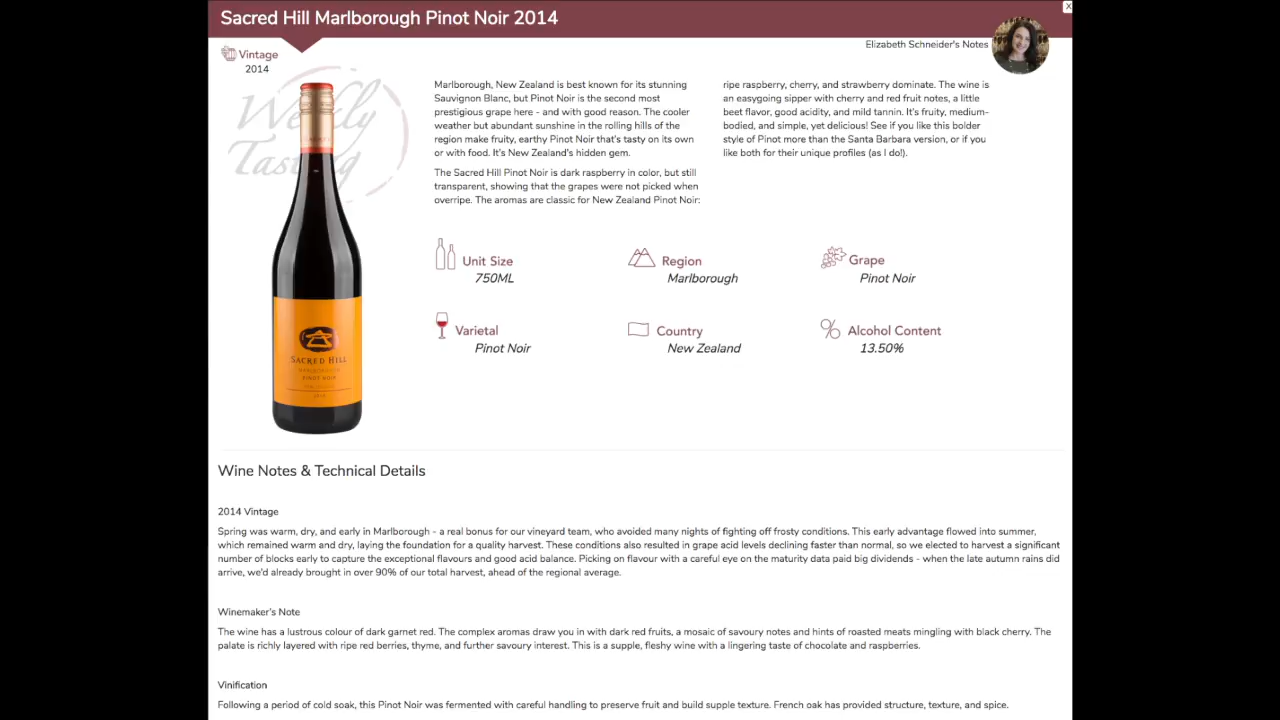 Sacred Hill Marlborough Pinot Noir 2014
X
Elizabeth Schneider's Notes
Vintage
2014
Weekly
Tasting
Marlborough, New Zealand is best known for its stunning
Sauvignon Blanc, but Pinot Noir is the second most
prestigious grape here - and with good reason. The cooler
weather but abundant sunshine in the rolling hills of the
region make fruity, earthy Pinot Noir that's tasty on its own
or with food. It's New Zealand's hidden gem.
The Sacred Hill Pinot Noir is dark raspberry in color, but still
transparent, showing that the grapes were not picked when
overripe. The aromas are classic for New Zealand Pinot Noir:
ripe raspberry, cherry, and strawberry dominate. The wine is
an easygoing sipper with cherry and red fruit notes, a little
beet flavor, good acidity, and mild tannin. It's fruity, medium-
bodied, and simple, yet delicious! See if you like this bolder
style of Pinot more than the Santa Barbara version, or if you
like both for their unique profiles (as I do!).
Unit Size
750ML
Region
Marlborough
Grape
Pinot Noir
Varietal
Pinot Noir
Country
New Zealand
Alcohol Content
13.50%
SACRED HILL
MARLBOROUGH
PINOT NOIR
Wine Notes & Technical Details
2014 Vintage
Spring was warm, dry, and early in Marlborough - a real bonus for our vineyard team, who avoided many nights of fighting off frosty conditions. This early advantage flowed into summer,
which remained warm and dry, laying the foundation for a quality harvest. These conditions also resulted in grape acid levels declining faster than normal, so we elected to harvest a significant
number of blocks early to capture the exceptional flavours and good acid balance. Picking on flavour with a careful eye on the maturity data paid big dividends - when the late autumn rains did
arrive, we'd already brought in over 90% of our total harvest, ahead of the regional average.
Winemaker's Note
The wine has a lustrous colour of dark garnet red. The complex aromas draw you in with dark red fruits, a mosaic of savoury notes and hints of roasted meats mingling with black cherry. The
palate is richly layered with ripe red berries, thyme, and further savoury interest. This is a supple, fleshy wine with a lingering taste of chocolate and raspberries.
Vinification
Following a period of cold soak, this Pinot Noir was fermented with careful handling to preserve fruit and build supple texture. French oak has provided structure, texture, and spice.